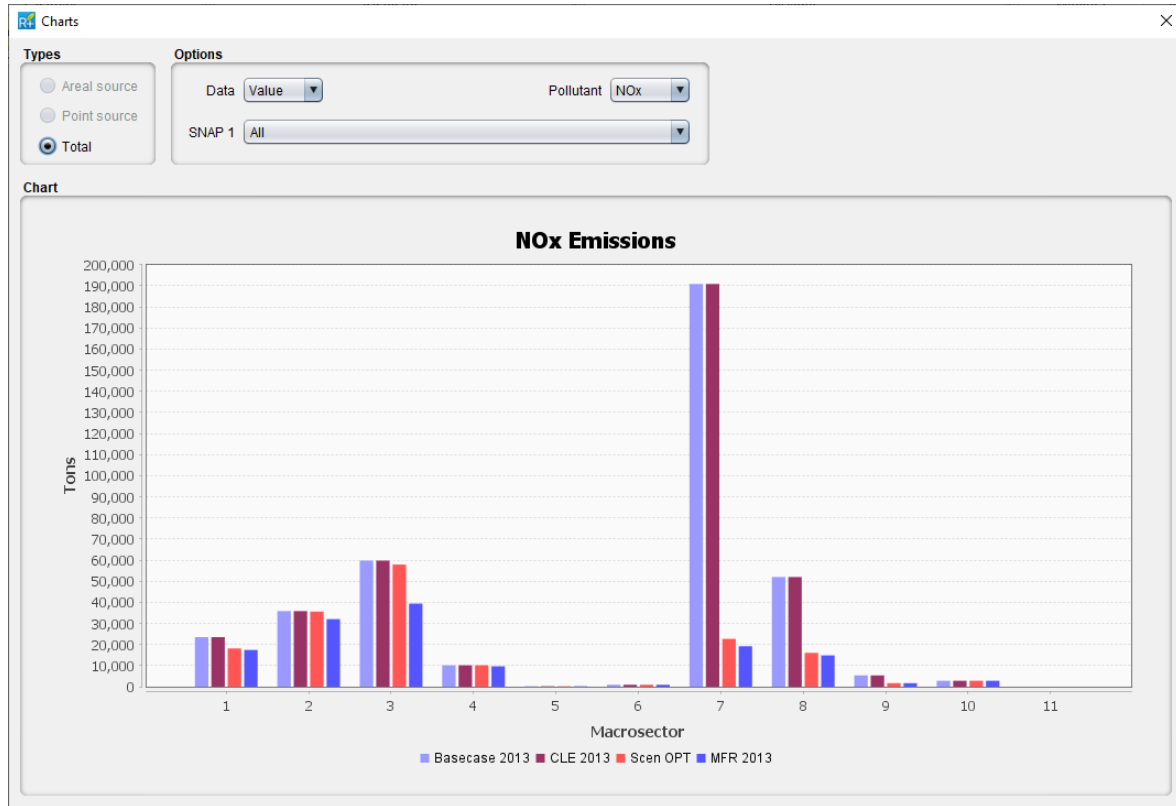 R+ Charts
Types
Areal source
Point source
Total
Options
Data Value
Pollutant NOx
SNAP 1 All
Chart
NOx Emissions
200,000
190,000
180,000
170,000
160,000
150,000
140,000
130,000
120,000
110,000
100,000
90,000
80,000
70,000
60,000
50,000
40,000
30,000
20,000
10,000
0
Tons
1 2 3 4 5 6 7 8 9 10 11
Macrosector
Basecase 2013 CLE 2013 Scen OPT MFR 2013